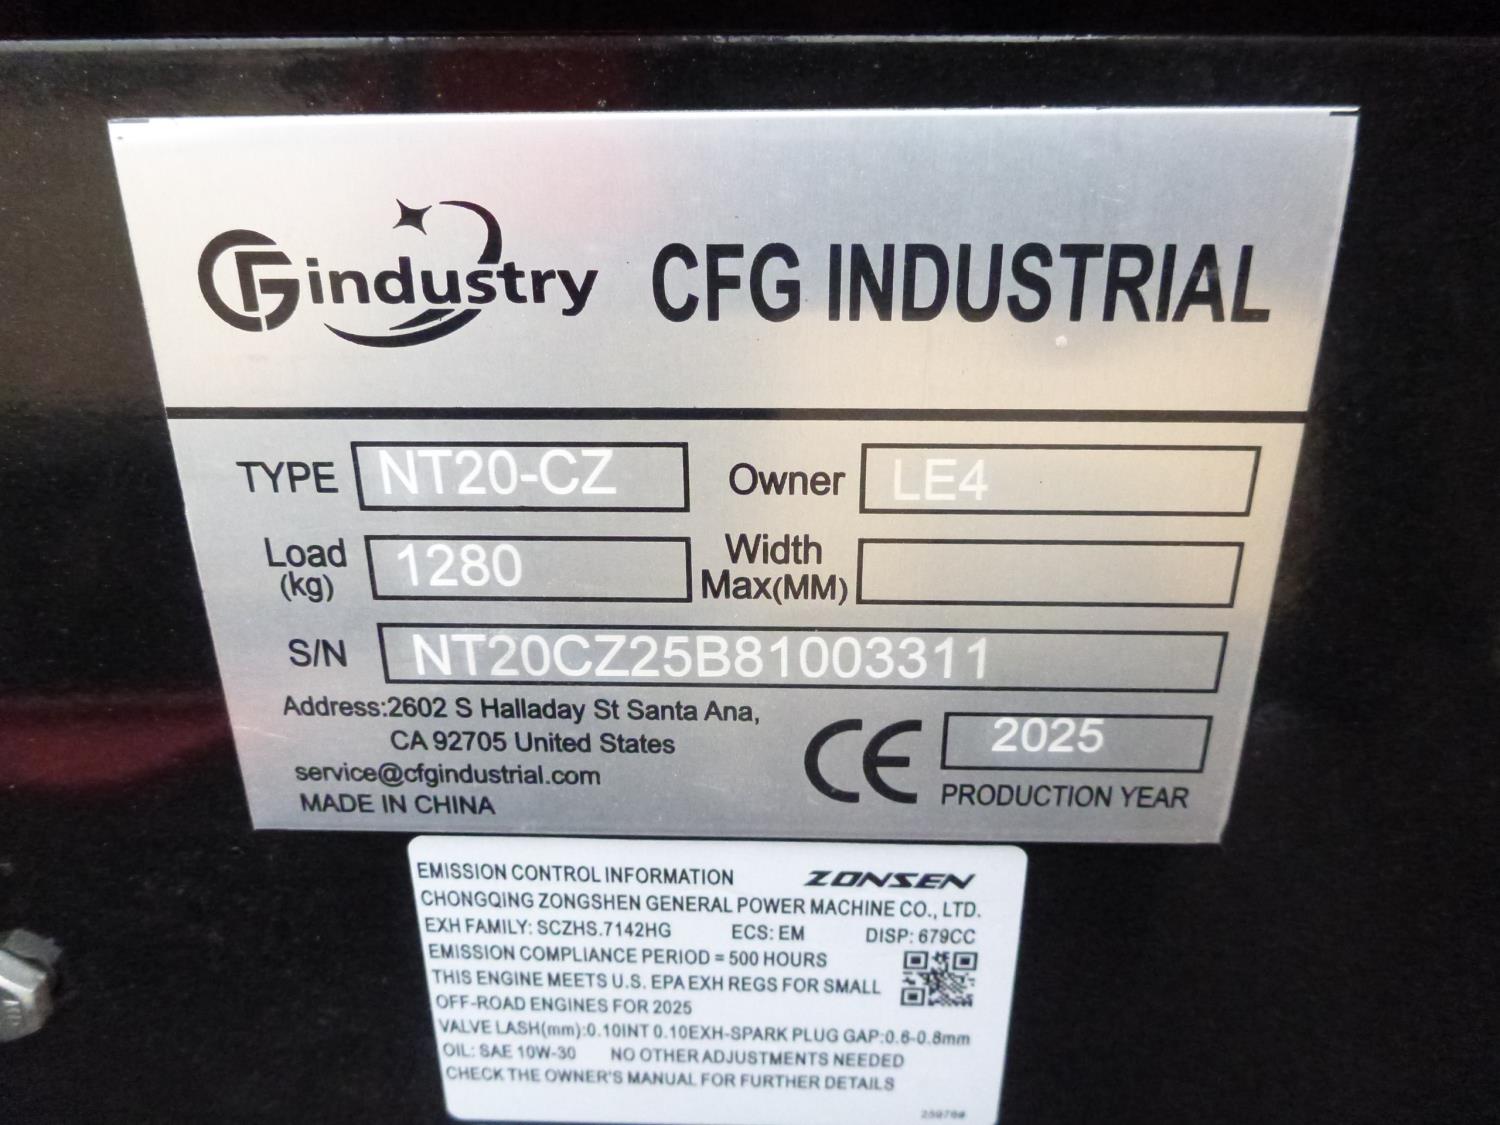 CFG industry CFG INDUSTRIAL
TYPE NT20-CZ Owner LE4
Load (kg) 1280 Width Max(MM)
S/N NT20CZ25B81003311
Address:2602 S Halladay St Santa Ana,
CA 92705 United States
service@cfgindustrial.com
MADE IN CHINA
CE 2025
PRODUCTION YEAR
EMISSION CONTROL INFORMATION ZONSEN
CHONGQING ZONGSHEN GENERAL POWER MACHINE CO., LTD.
EXH FAMILY: SCZHS.7142HG ECS: EM DISP: 679CC
EMISSION COMPLIANCE PERIOD = 500 HOURS
THIS ENGINE MEETS U.S. EPA EXH REGS FOR SMALL
OFF-ROAD ENGINES FOR 2025
VALVE LASH(mm):0.10INT 0.10EXH-SPARK PLUG GAP:0.6-0.8mm
OIL: SAE 10W-30 NO OTHER ADJUSTMENTS NEEDED
CHECK THE OWNER'S MANUAL FOR FURTHER DETAILS